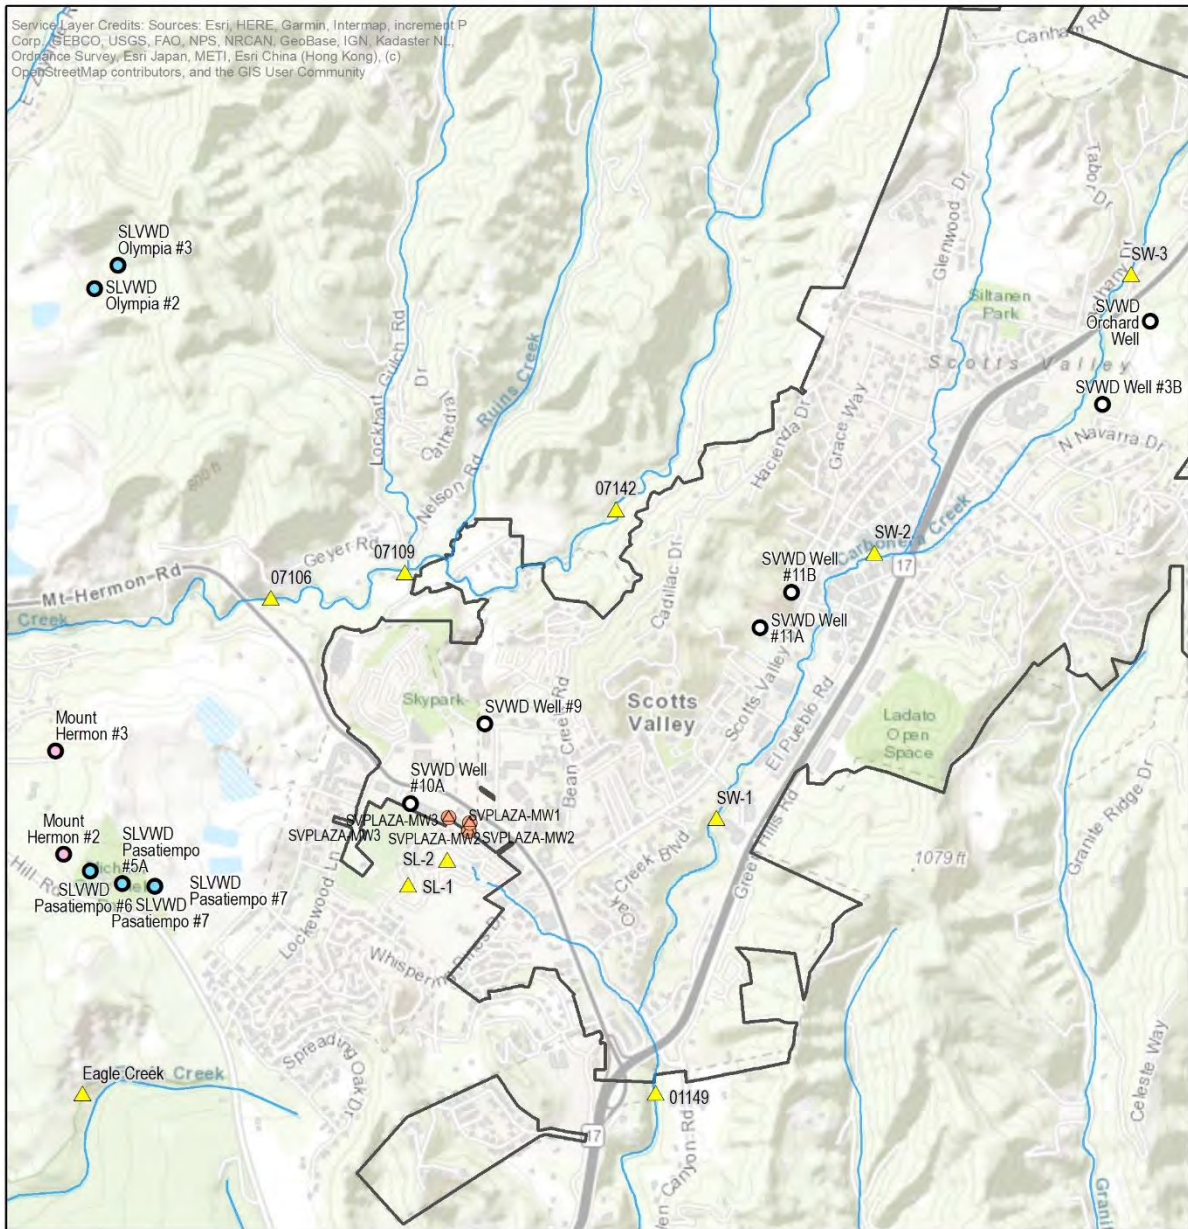 Service Layer Credits: Sources: Esri, HERE, Garmin, Intermap, increment P
Corp., GEBCO, USGS, FAO, NPS, NRCAN, GeoBase, IGN, Kadaster NL,
Ordnance Survey, Esri Japan, METI, Esri China (Hong Kong), (c)
OpenStreetMap contributors, and the GIS User Community
Canham Rd
Tabor Dr
Glenwood Dr
SLVWD
Olympia #3
SLVWD
Olympia #2
SW-3
Siltanen
Park
SVWD
Orchard
Well
Scotts Valley
Lockhart Gulch Rd
Cathedral
Dr
Ruins Creek
Hacienda Dr
Grace Way
SVWD Well #3B
N Navarra Dr
800 ft
Nelson Rd
07142
Geyer Rd
07109
07106
Mt-Hermon-Rd
Creek
Cadillac Dr
SW-2
Carbonera Creek
17
SVWD Well
#11B
SVWD Well
#11A
Skypark
Bean Creek Rd
Scotts
Valley
Scotts Valley
El Pueblo Rd
SVWD Well #9
Ladato
Open
Space
Mount
Hermon #3
SVWD Well
#10A
SVPLAZA-MW3
SVPLAZA-MW1
SVPLAZA-MW3
SVPLAZA-MW2
SVPLAZA-MW2
SW-1
Green Hills Rd
Granite Ridge Dr
Mount
Hermon #2
SLVWD
Pasatiempo
#5A
SL-2
SL-1
Oak Creek Blvd
1079 ft
Hill Rd
SLVWD
Pasatiempo #6
SLVWD
Pasatiempo #7
SLVWD
Pasatiempo #7
Lockewood Ln
Whispering Pines Dr
Spreading Oak Dr
Eagle Creek
Creek
01149
17
Canyon Rd
Celeste Way